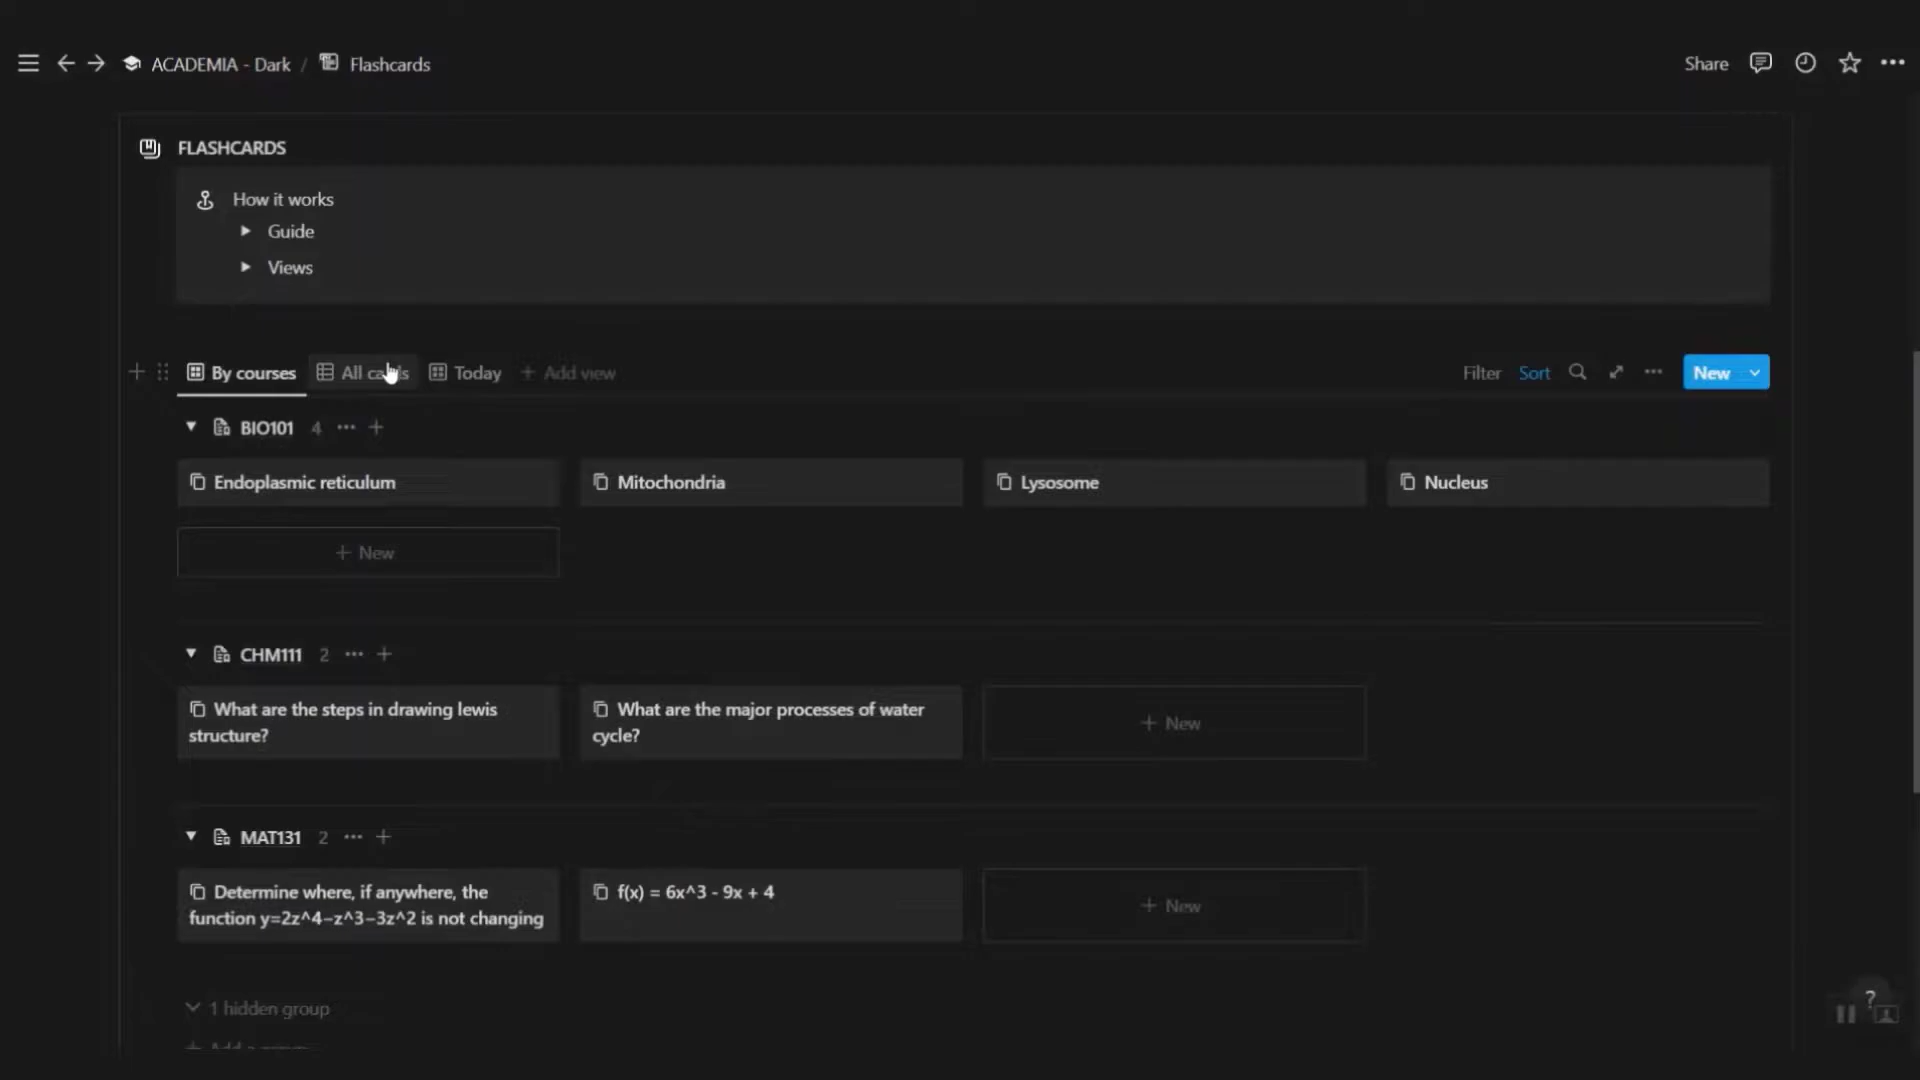 ACADEMIA - Dark / Flashcards
Share
FLASHCARDS
How it works
Guide
Views
By courses All cards Today + Add view
Filter Sort New
BIO101 4
Endoplasmic reticulum
Mitochondria
Lysosome
Nucleus
+ New
CHM111 2
What are the steps in drawing lewis
structure?
What are the major processes of water
cycle?
+ New
MAT131 2
Determine where, if anywhere, the
function y=2z^4−z^3−3z^2 is not changing
f(x) = 6x^3 - 9x + 4
+ New
1 hidden group
?